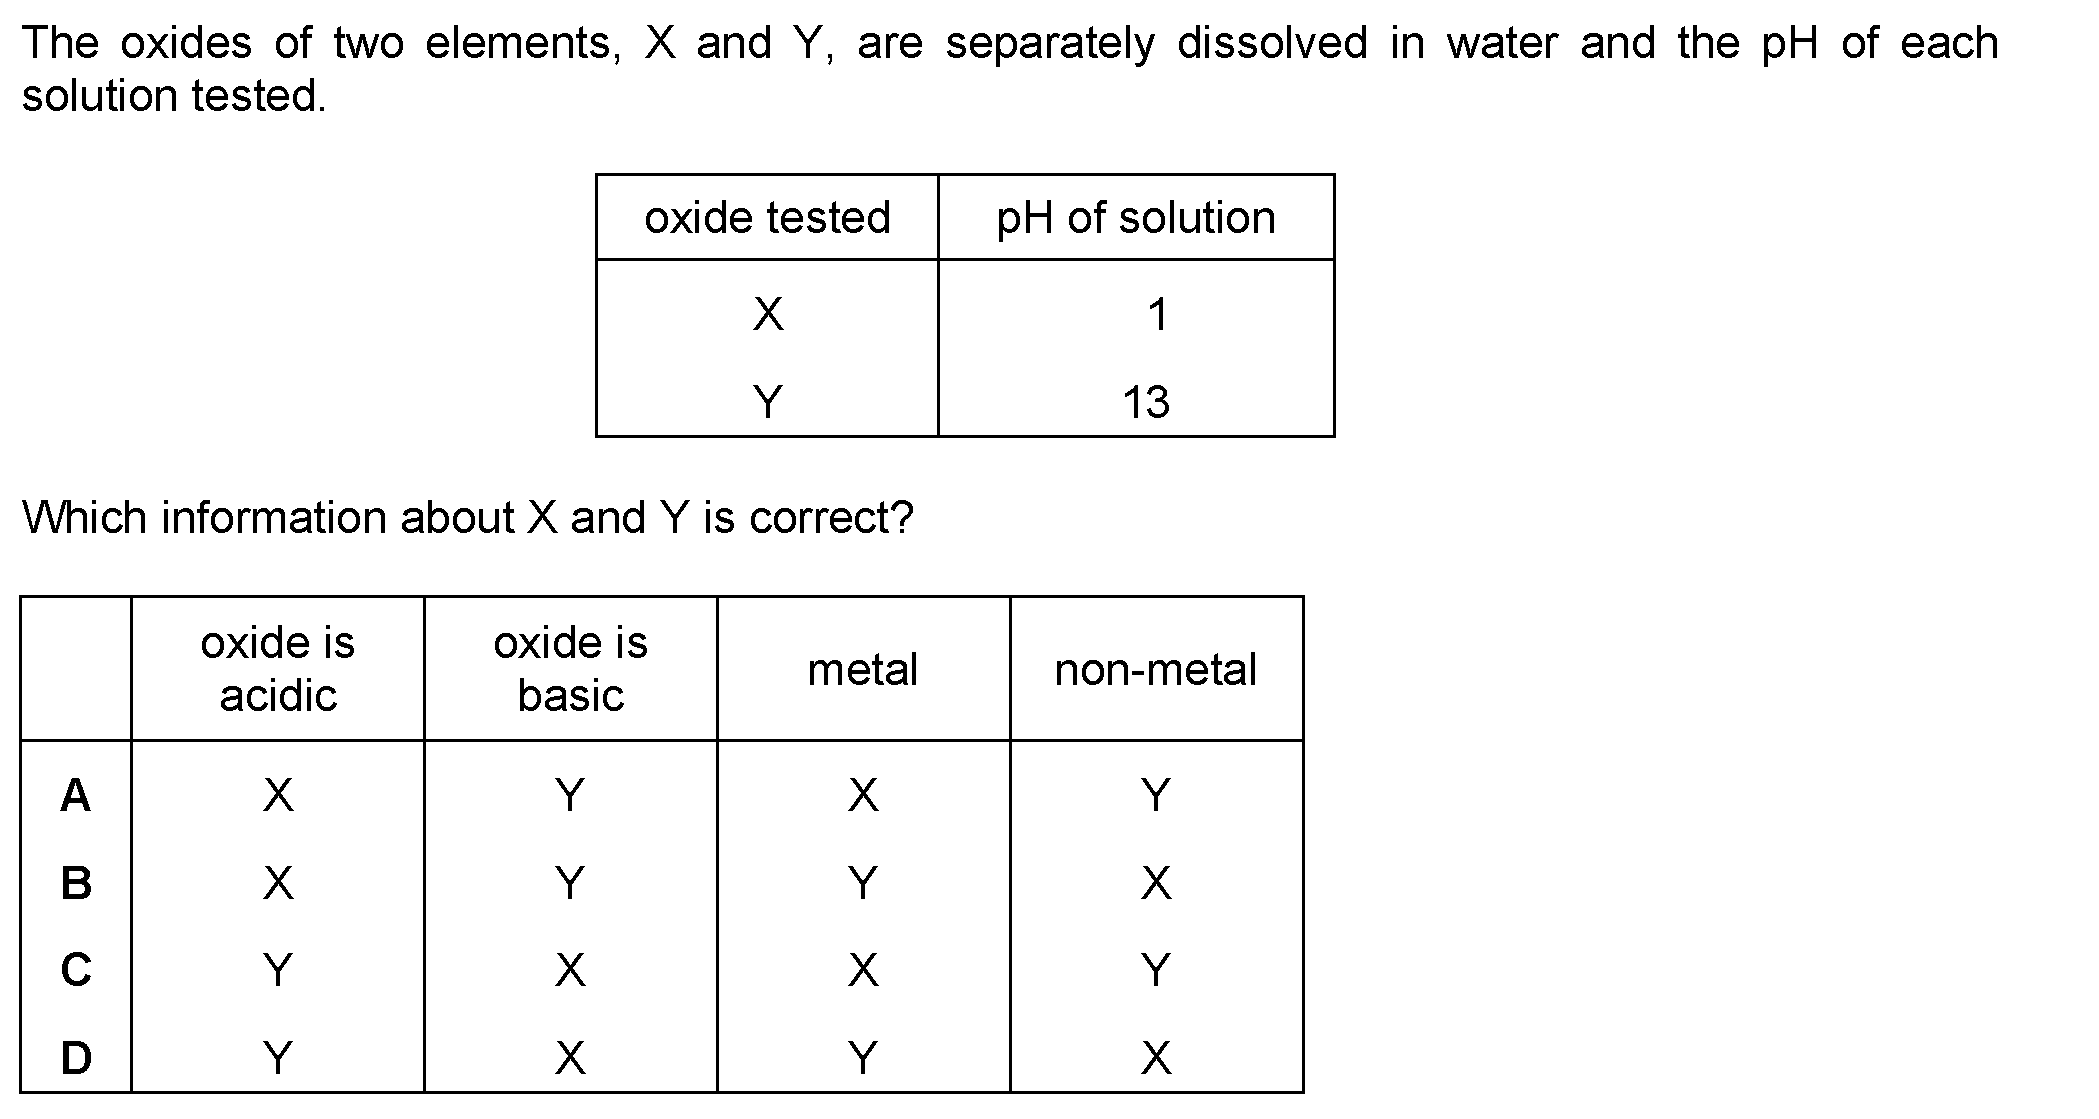 The oxides of two elements, X and Y, are separately dissolved in water and the pH of each
solution tested.
oxide tested pH of solution
X 1
Y 13
Which information about X and Y is correct?
oxide is acidic oxide is basic metal non-metal
A X Y X Y
B X Y Y X
C Y X X Y
D Y X Y X